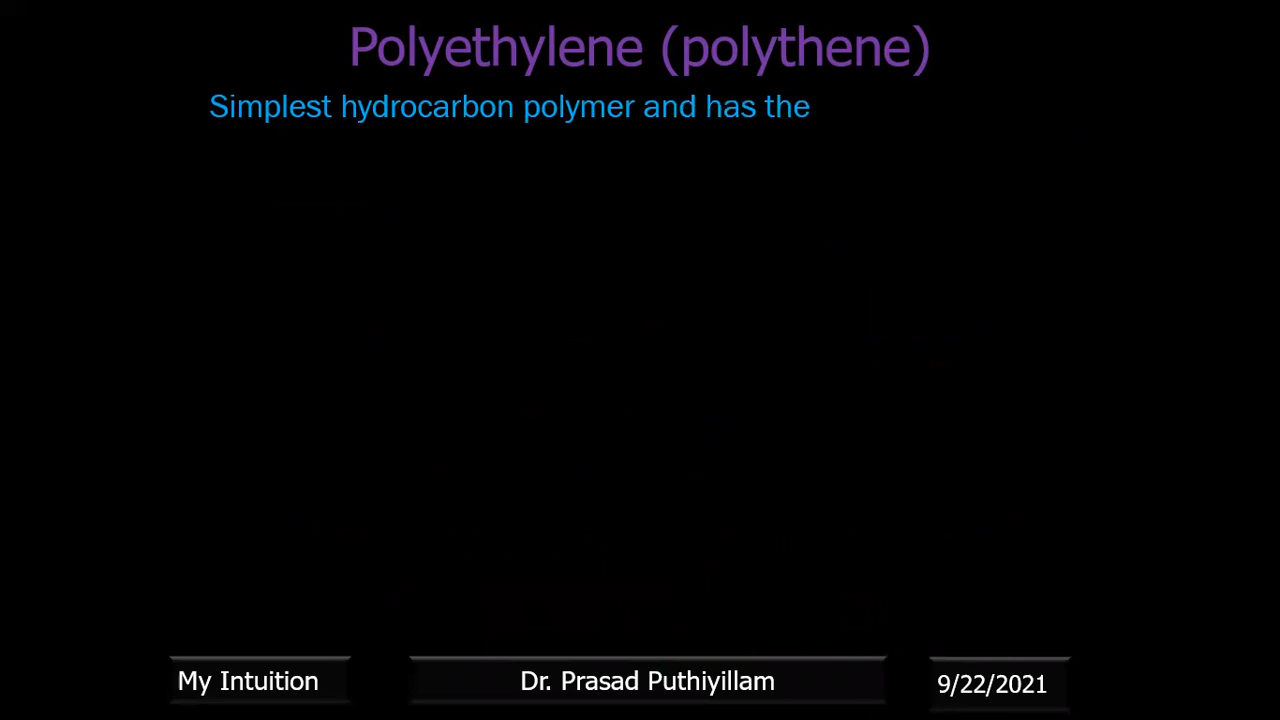 Polyethylene (polythene)
Simplest hydrocarbon polymer and has the
My Intuition
Dr. Prasad Puthiyillam
9/22/2021